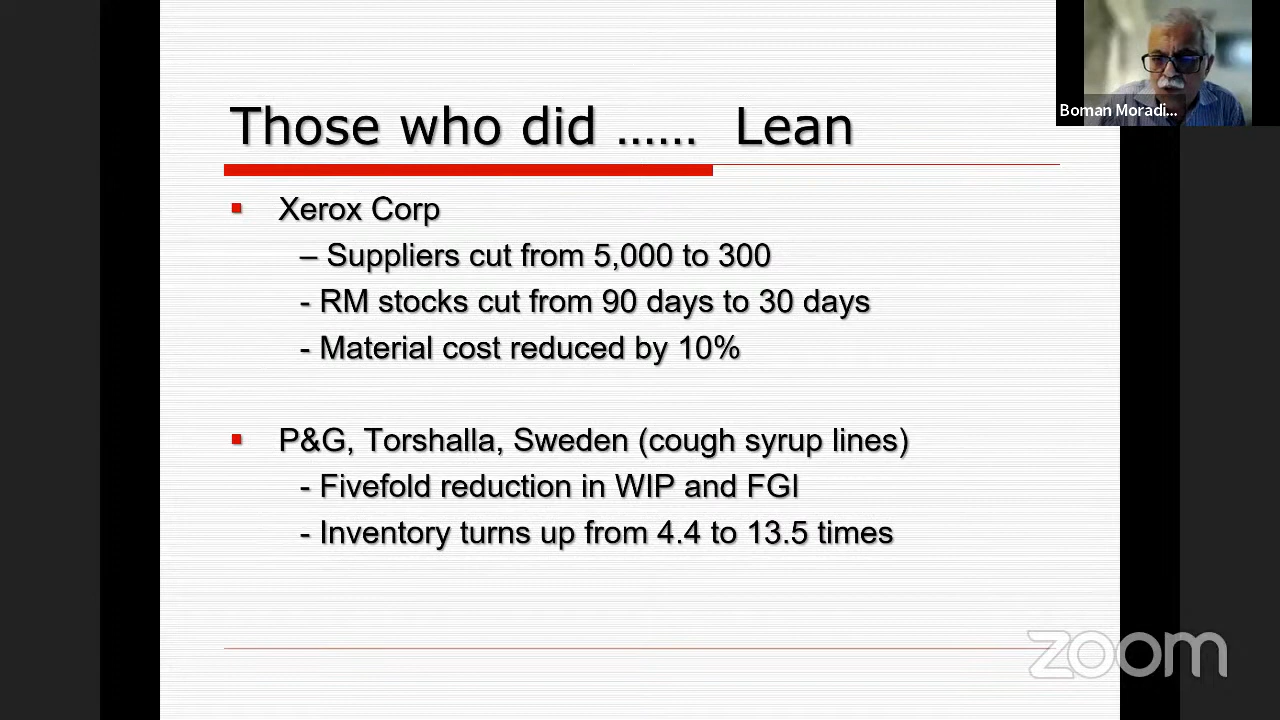 Boman Moradi...
Those who did ...... Lean
▪ Xerox Corp
– Suppliers cut from 5,000 to 300
- RM stocks cut from 90 days to 30 days
- Material cost reduced by 10%
▪ P&G, Torshalla, Sweden (cough syrup lines)
- Fivefold reduction in WIP and FGI
- Inventory turns up from 4.4 to 13.5 times
zoom